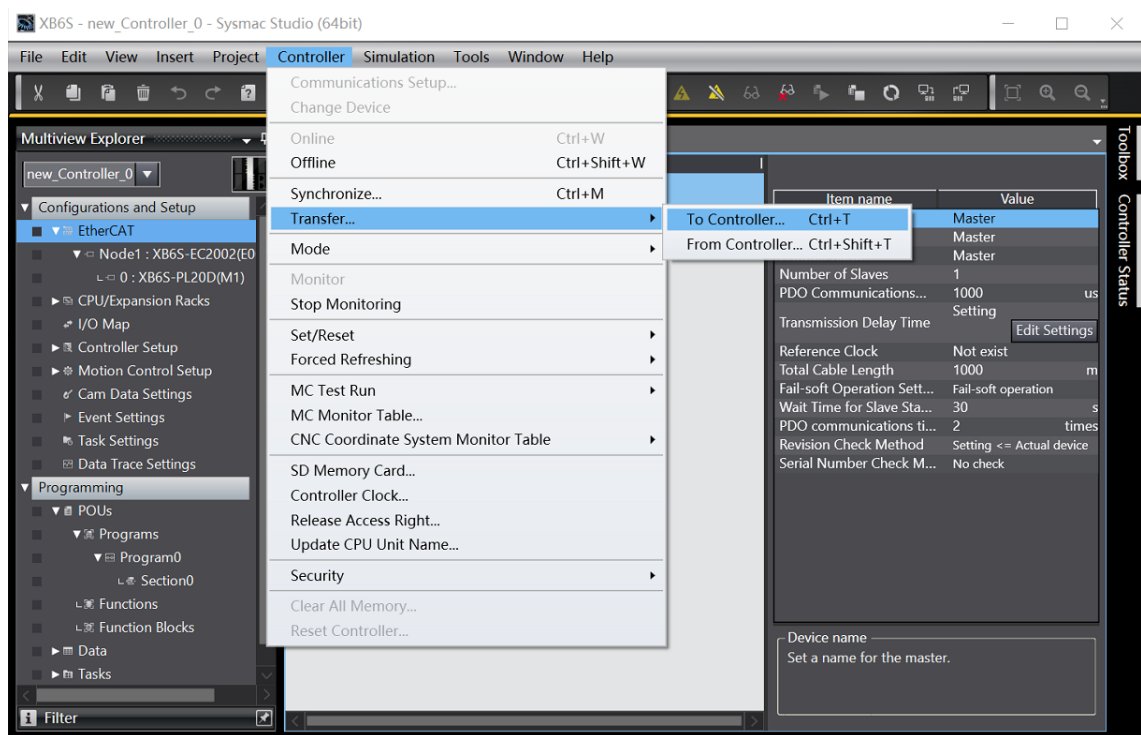 XB6S - new_Controller_0 - Sysmac Studio (64bit)
File Edit View Insert Project Controller Simulation Tools Window Help
Multiview Explorer
new_Controller_0
Configurations and Setup
EtherCAT
Node1 : XB6S-EC2002(E0
0 : XB6S-PL20D(M1)
CPU/Expansion Racks
I/O Map
Controller Setup
Motion Control Setup
Cam Data Settings
Event Settings
Task Settings
Data Trace Settings
Programming
POUs
Programs
Program0
Section0
Functions
Function Blocks
Data
Tasks
Filter
Communications Setup...
Change Device
Online Ctrl+W
Offline Ctrl+Shift+W
Synchronize... Ctrl+M
Transfer...
Mode
Monitor
Stop Monitoring
Set/Reset
Forced Refreshing
MC Test Run
MC Monitor Table...
CNC Coordinate System Monitor Table
SD Memory Card...
Controller Clock...
Release Access Right...
Update CPU Unit Name...
Security
Clear All Memory...
Reset Controller...
To Controller... Ctrl+T
From Controller... Ctrl+Shift+T
Item name Value
Master
Master
Master
Number of Slaves 1
PDO Communications... 1000 us
Transmission Delay Time Setting
Edit Settings
Reference Clock Not exist
Total Cable Length 1000 m
Fail-soft Operation Sett... Fail-soft operation
Wait Time for Slave Sta... 30 s
PDO communications ti... 2 times
Revision Check Method Setting <= Actual device
Serial Number Check M... No check
Device name
Set a name for the master.
Toolbox
Controller Status